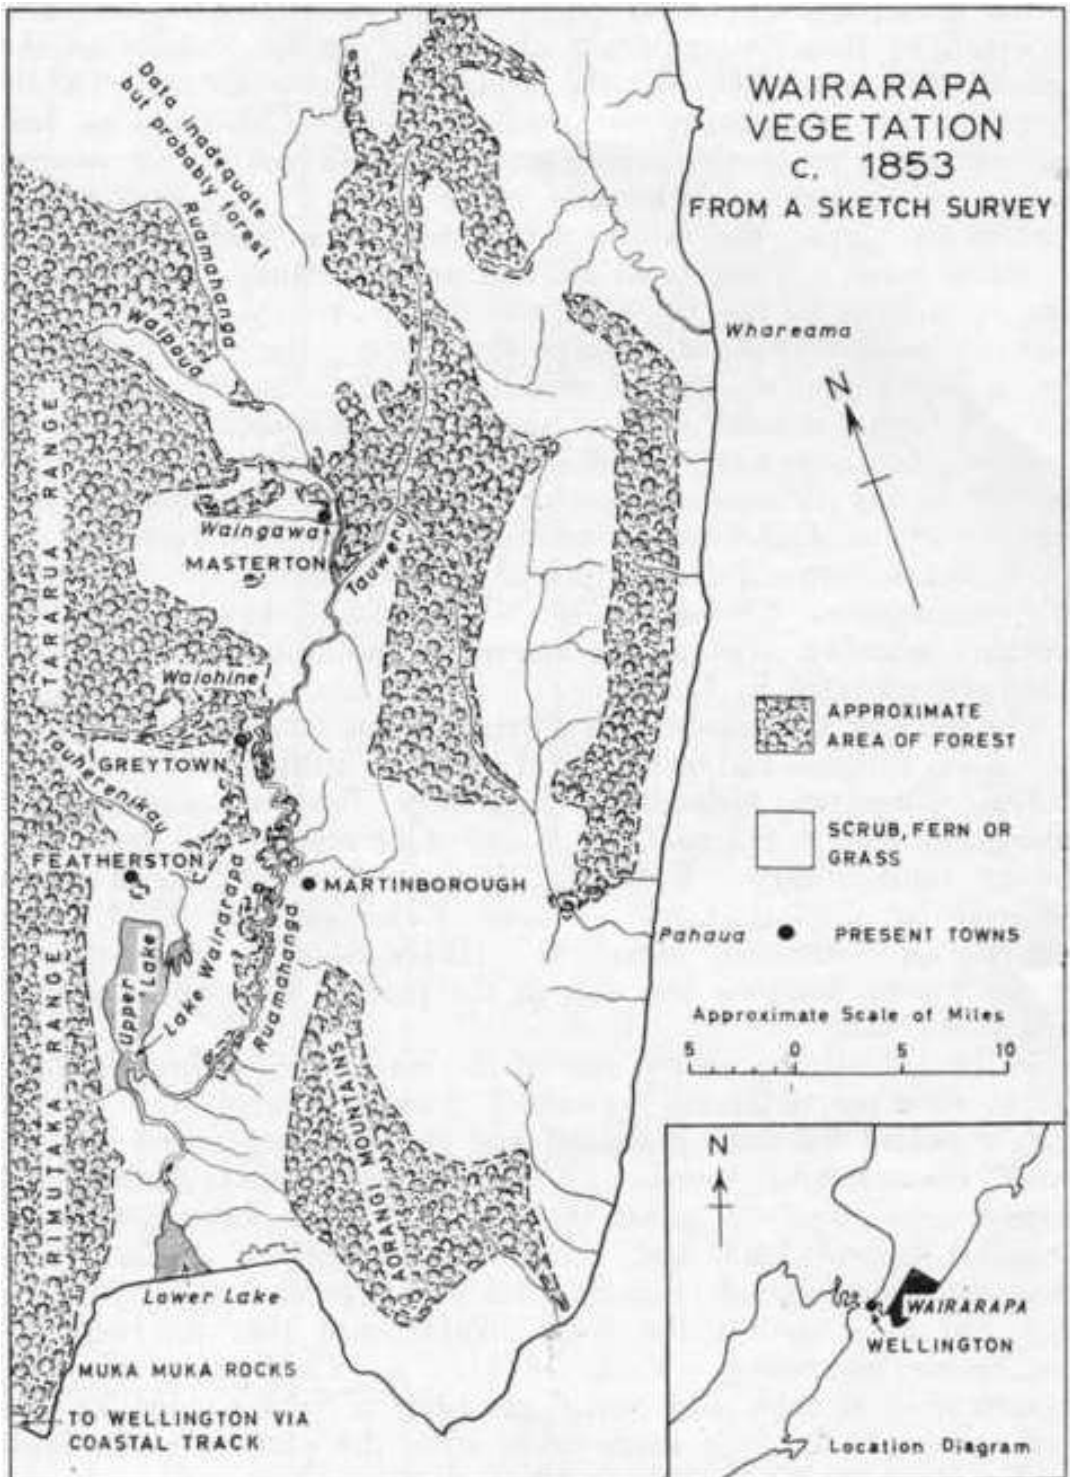 WAIRARAPA
VEGETATION
c. 1853
FROM A SKETCH SURVEY
Data inadequate
but probably forest
Ruamahanga
Waipoua
Whareama
N
TARARUA RANGE
Waingawa
MASTERTON
Tauweru
Waiohine
GREYTOWN
Tauherenikau
FEATHERSTON
MARTINBOROUGH
APPROXIMATE
AREA OF FOREST
SCRUB, FERN OR
GRASS
Pahaua
PRESENT TOWNS
Upper
Lake
Lake Wairarapa
Ruamahanga
Approximate Scale of Miles
5 0 5 10
RIMUTAKA RANGE
AORANGI MOUNTAINS
Lower Lake
MUKA MUKA ROCKS
TO WELLINGTON VIA
COASTAL TRACK
N
WAIRARAPA
WELLINGTON
Location Diagram